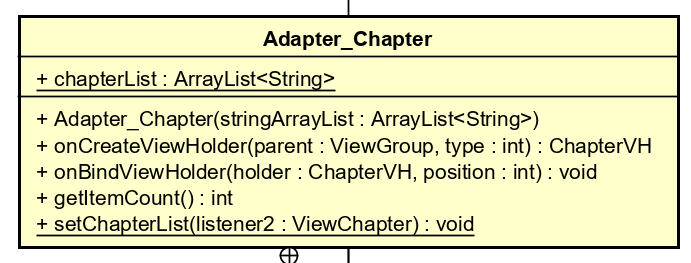 Adapter_Chapter
+ chapterList : ArrayList<String>
+ Adapter_Chapter(stringArrayList : ArrayList<String>)
+ onCreateViewHolder(parent : ViewGroup, type : int) : ChapterVH
+ onBindViewHolder(holder : ChapterVH, position : int) : void
+ getItemCount() : int
+ setChapterList(listener2 : ViewChapter) : void